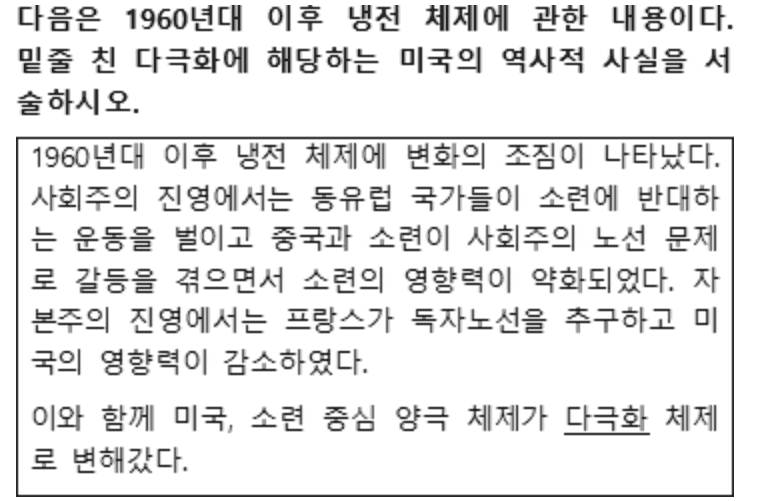 다음은 1960년대 이후 냉전 체제에 관한 내용이다.
밑줄 친 다극화에 해당하는 미국의 역사적 사실을 서
술하시오.
1960년대 이후 냉전 체제에 변화의 조짐이 나타났다.
사회주의 진영에서는 동유럽 국가들이 소련에 반대하
는 운동을 벌이고 중국과 소련이 사회주의 노선 문제
로 갈등을 겪으면서 소련의 영향력이 약화되었다. 자
본주의 진영에서는 프랑스가 독자노선을 추구하고 미
국의 영향력이 감소하였다.
이와 함께 미국, 소련 중심 양극 체제가 다극화 체제
로 변해갔다.